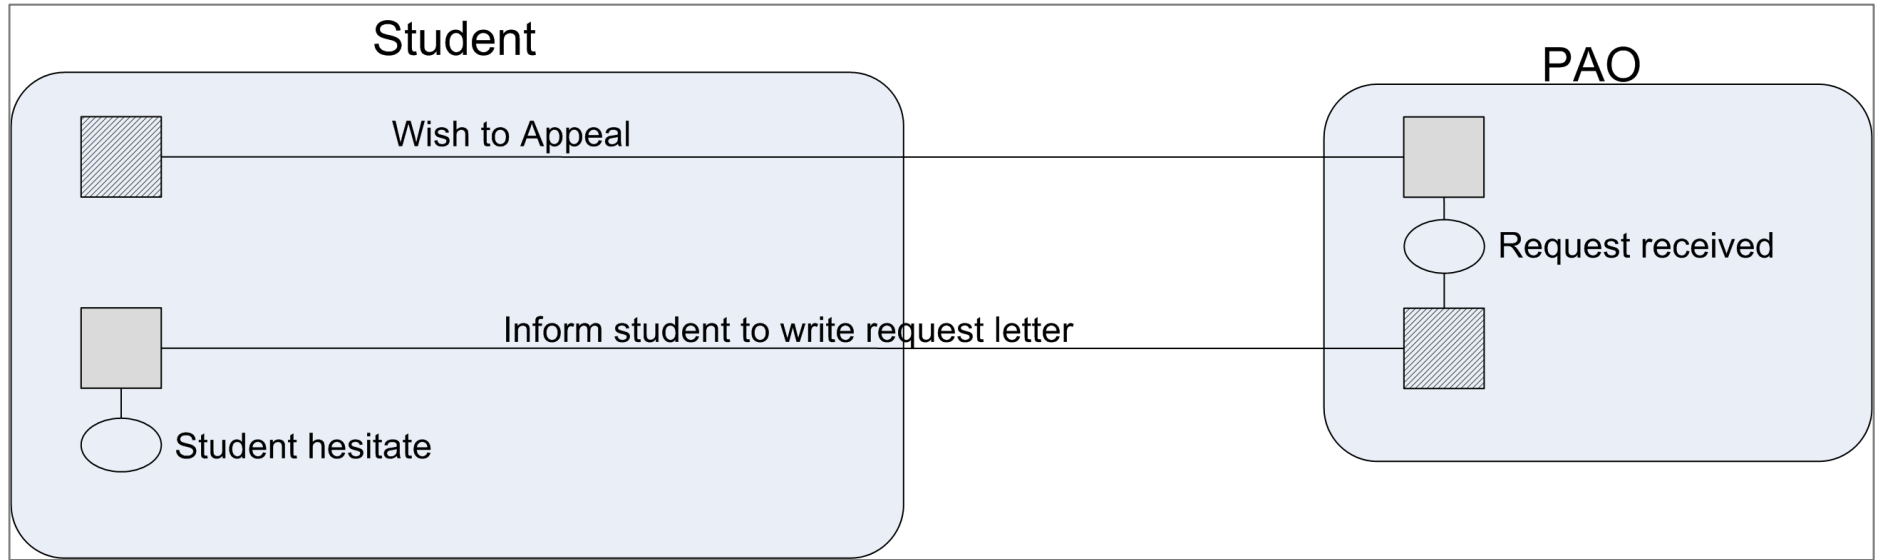 Student
PAO
Wish to Appeal
Request received
Inform student to write request letter
Student hesitate